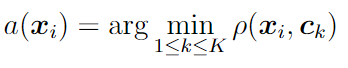 a(𝒙ᵢ) = arg min_{1≤k≤K} ρ(𝒙ᵢ, 𝒄ₖ)